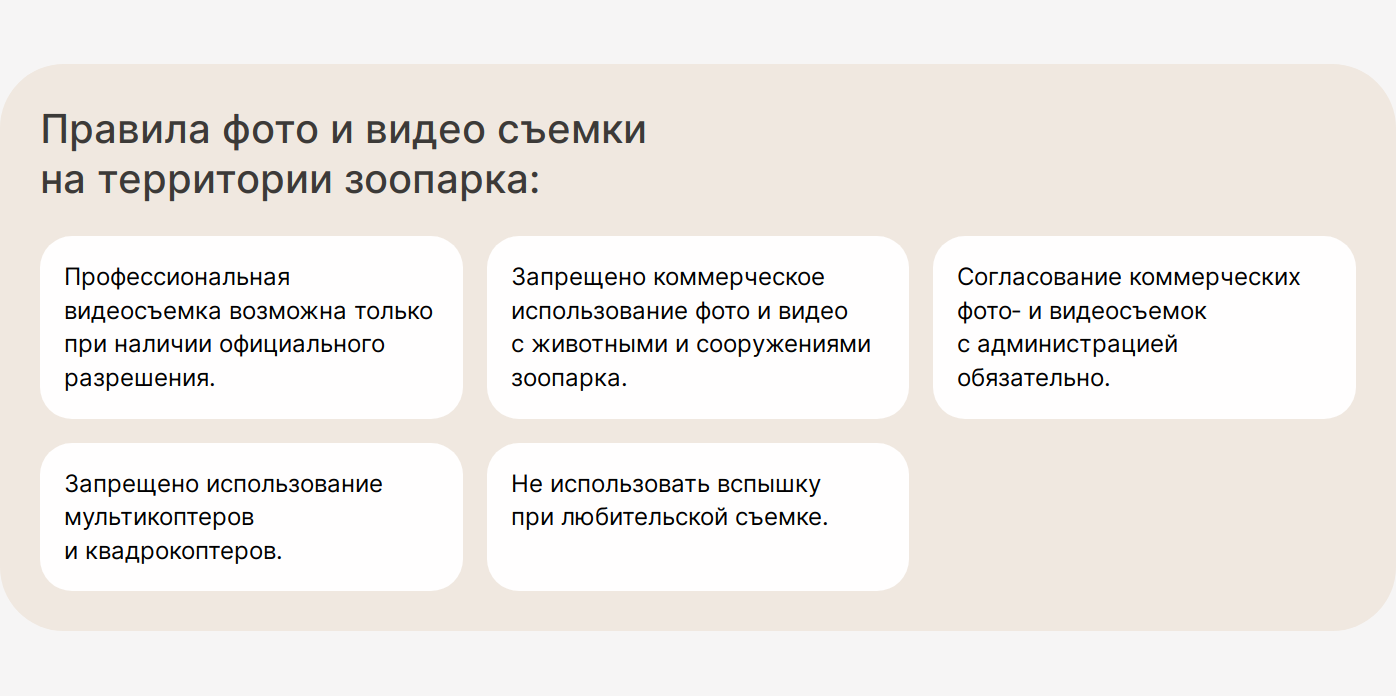 Правила фото и видео съемки
на территории зоопарка:
Профессиональная
видеосъемка возможна только
при наличии официального
разрешения.
Запрещено коммерческое
использование фото и видео
с животными и сооружениями
зоопарка.
Согласование коммерческих
фото- и видеосъемок
с администрацией
обязательно.
Запрещено использование
мультикоптеров
и квадрокоптеров.
Не использовать вспышку
при любительской съемке.